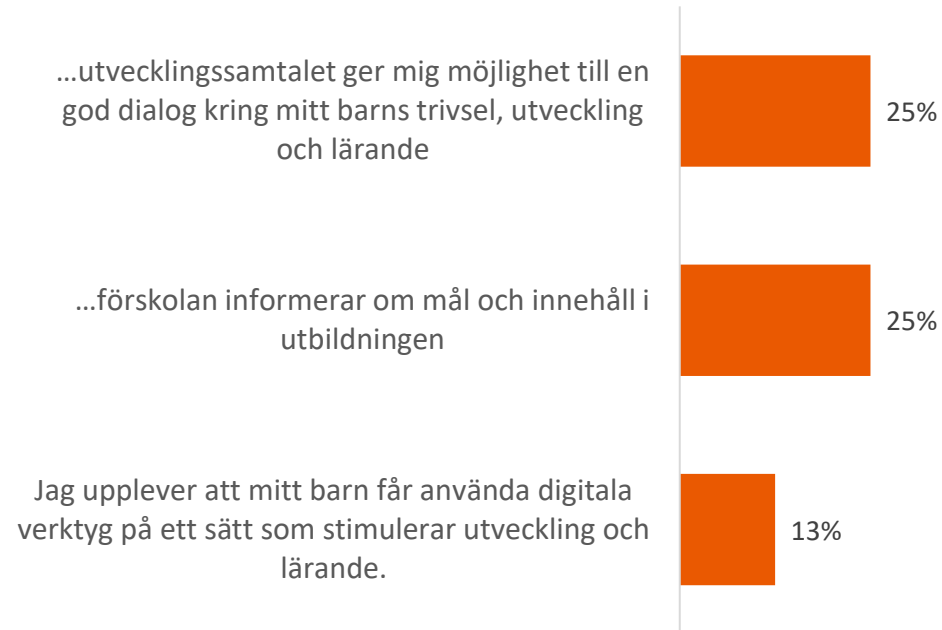 ...utvecklingssamtalet ger mig möjlighet till en
god dialog kring mitt barns trivsel, utveckling
och lärande
25%
...förskolan informerar om mål och innehåll i
utbildningen
25%
Jag upplever att mitt barn får använda digitala
verktyg på ett sätt som stimulerar utveckling och
lärande.
13%